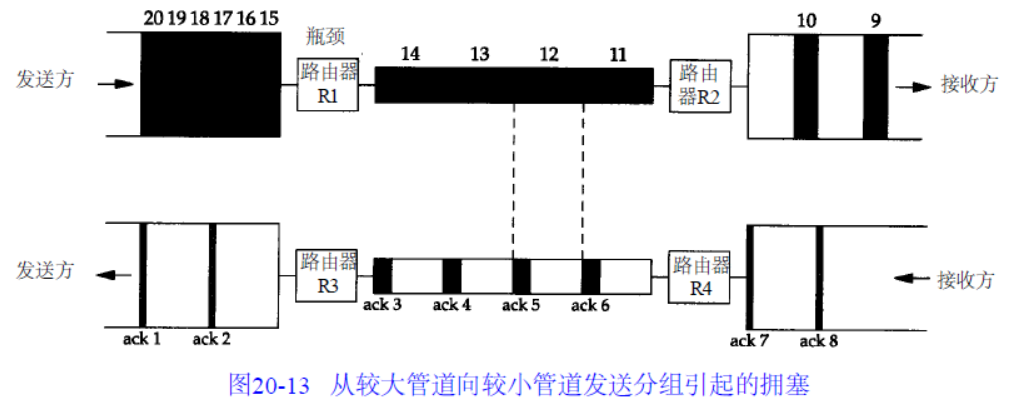 20 19 18 17 16 15
瓶颈
10
9
14
13
12
11
发送方
路由器
R1
路由
器R2
接收方
发送方
路由器
R3
路由器
R4
接收方
ack 3
ack 4
ack 5
ack 6
ack 1
ack 2
ack 7
ack 8
图20-13 从较大管道向较小管道发送分组引起的拥塞